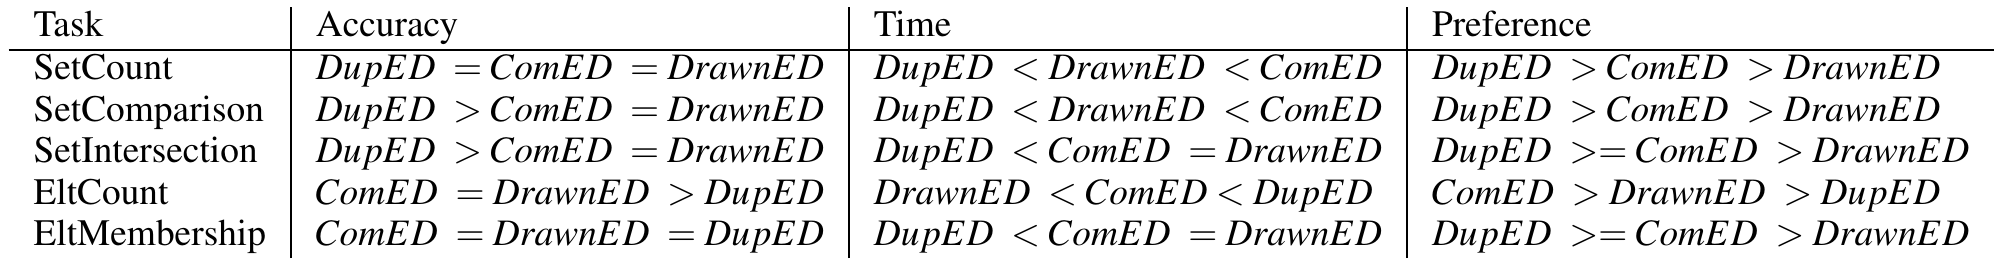 Task Accuracy Time Preference
SetCount DupED = ComED = DrawnED DupED < DrawnED < ComED DupED > ComED > DrawnED
SetComparison DupED > ComED = DrawnED DupED < DrawnED < ComED DupED > ComED > DrawnED
SetIntersection DupED > ComED = DrawnED DupED < ComED = DrawnED DupED >= ComED > DrawnED
EltCount ComED = DrawnED > DupED DrawnED < ComED < DupED ComED > DrawnED > DupED
EltMembership ComED = DrawnED = DupED DupED < ComED = DrawnED DupED >= ComED > DrawnED